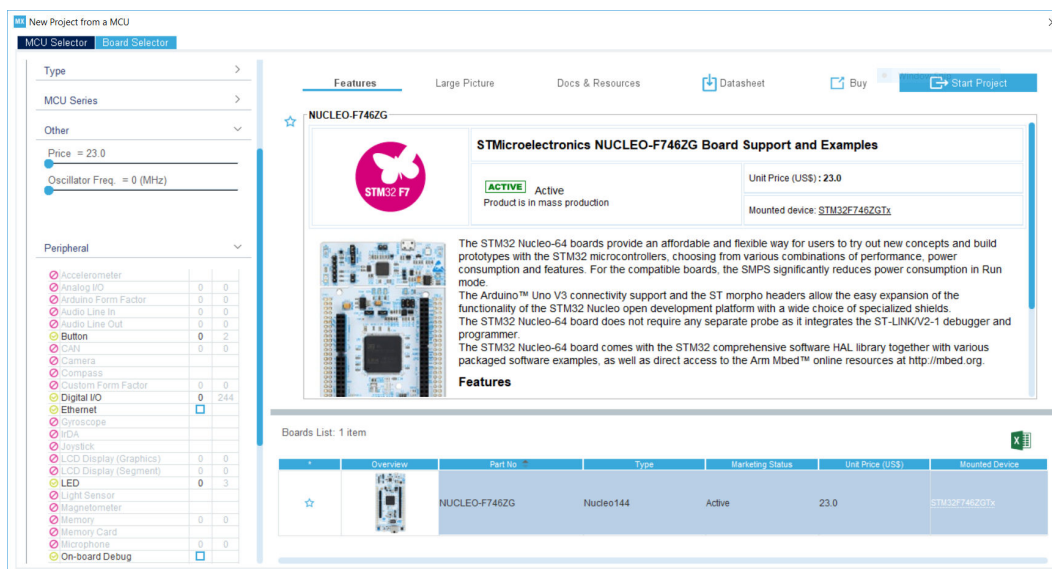 MX New Project from a MCU
MCU Selector Board Selector
Type
MCU Series
Other
Price = 23.0
Oscillator Freq. = 0 (MHz)
Peripheral
Accelerometer
Analog I/O 0 0
Arduino Form Factor 0 0
Audio Line In 0 0
Audio Line Out 0 0
Button 0 2
CAN 0 0
Camera
Compass
Custom Form Factor 0 0
Digital I/O 0 244
Ethernet
Gyroscope
IrDA
Joystick
LCD Display (Graphics) 0 0
LCD Display (Segment) 0 0
LED 0 3
Light Sensor
Magnetometer
Memory 0 0
Memory Card
Microphone 0 0
On-board Debug
Features Large Picture Docs & Resources Datasheet Buy Start Project
NUCLEO-F746ZG
STM32 F7
STMicroelectronics NUCLEO-F746ZG Board Support and Examples
ACTIVE Active
Product is in mass production
Unit Price (US$) : 23.0
Mounted device: STM32F746ZGTx
The STM32 Nucleo-64 boards provide an affordable and flexible way for users to try out new concepts and build
prototypes with the STM32 microcontrollers, choosing from various combinations of performance, power
consumption and features. For the compatible boards, the SMPS significantly reduces power consumption in Run
mode.
The Arduino™ Uno V3 connectivity support and the ST morpho headers allow the easy expansion of the
functionality of the STM32 Nucleo open development platform with a wide choice of specialized shields.
The STM32 Nucleo-64 board does not require any separate probe as it integrates the ST-LINK/V2-1 debugger and
programmer.
The STM32 Nucleo-64 board comes with the STM32 comprehensive software HAL library together with various
packaged software examples, as well as direct access to the Arm Mbed™ online resources at http://mbed.org.
Features
Boards List: 1 item
* Overview Part No Type Marketing Status Unit Price (US$) Mounted Device
NUCLEO-F746ZG Nucleo144 Active 23.0 STM32F746ZGTx